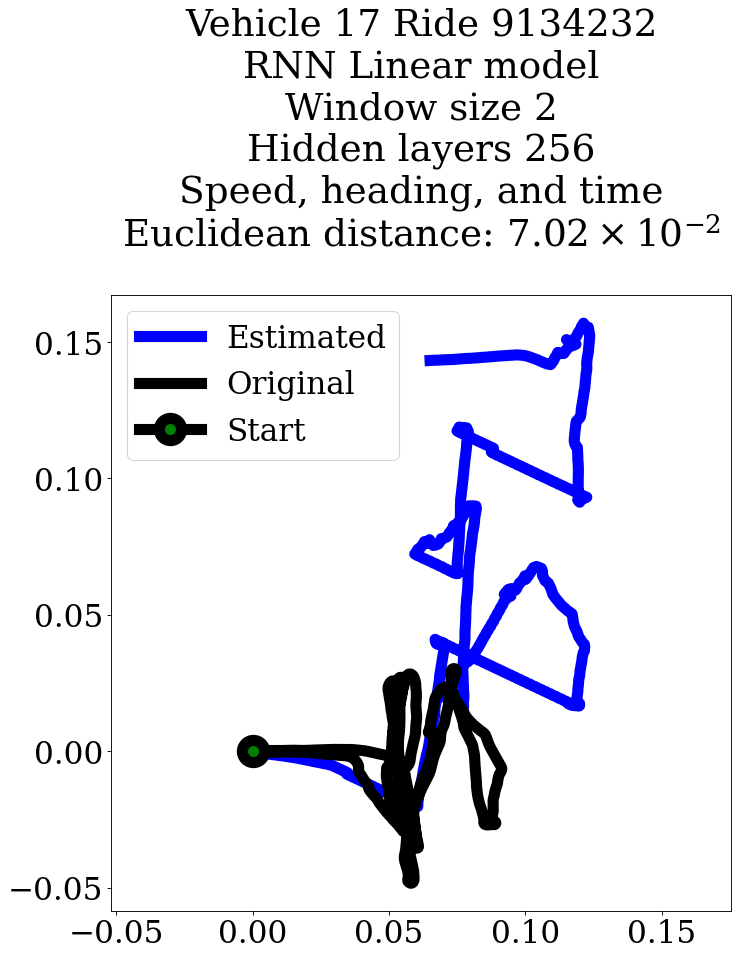 Vehicle 17 Ride 9134232
RNN Linear model
Window size 2
Hidden layers 256
Speed, heading, and time
Euclidean distance: 7.02 × 10⁻²
Estimated
Original
Start
0.15
0.10
0.05
0.00
−0.05
−0.05 0.00 0.05 0.10 0.15